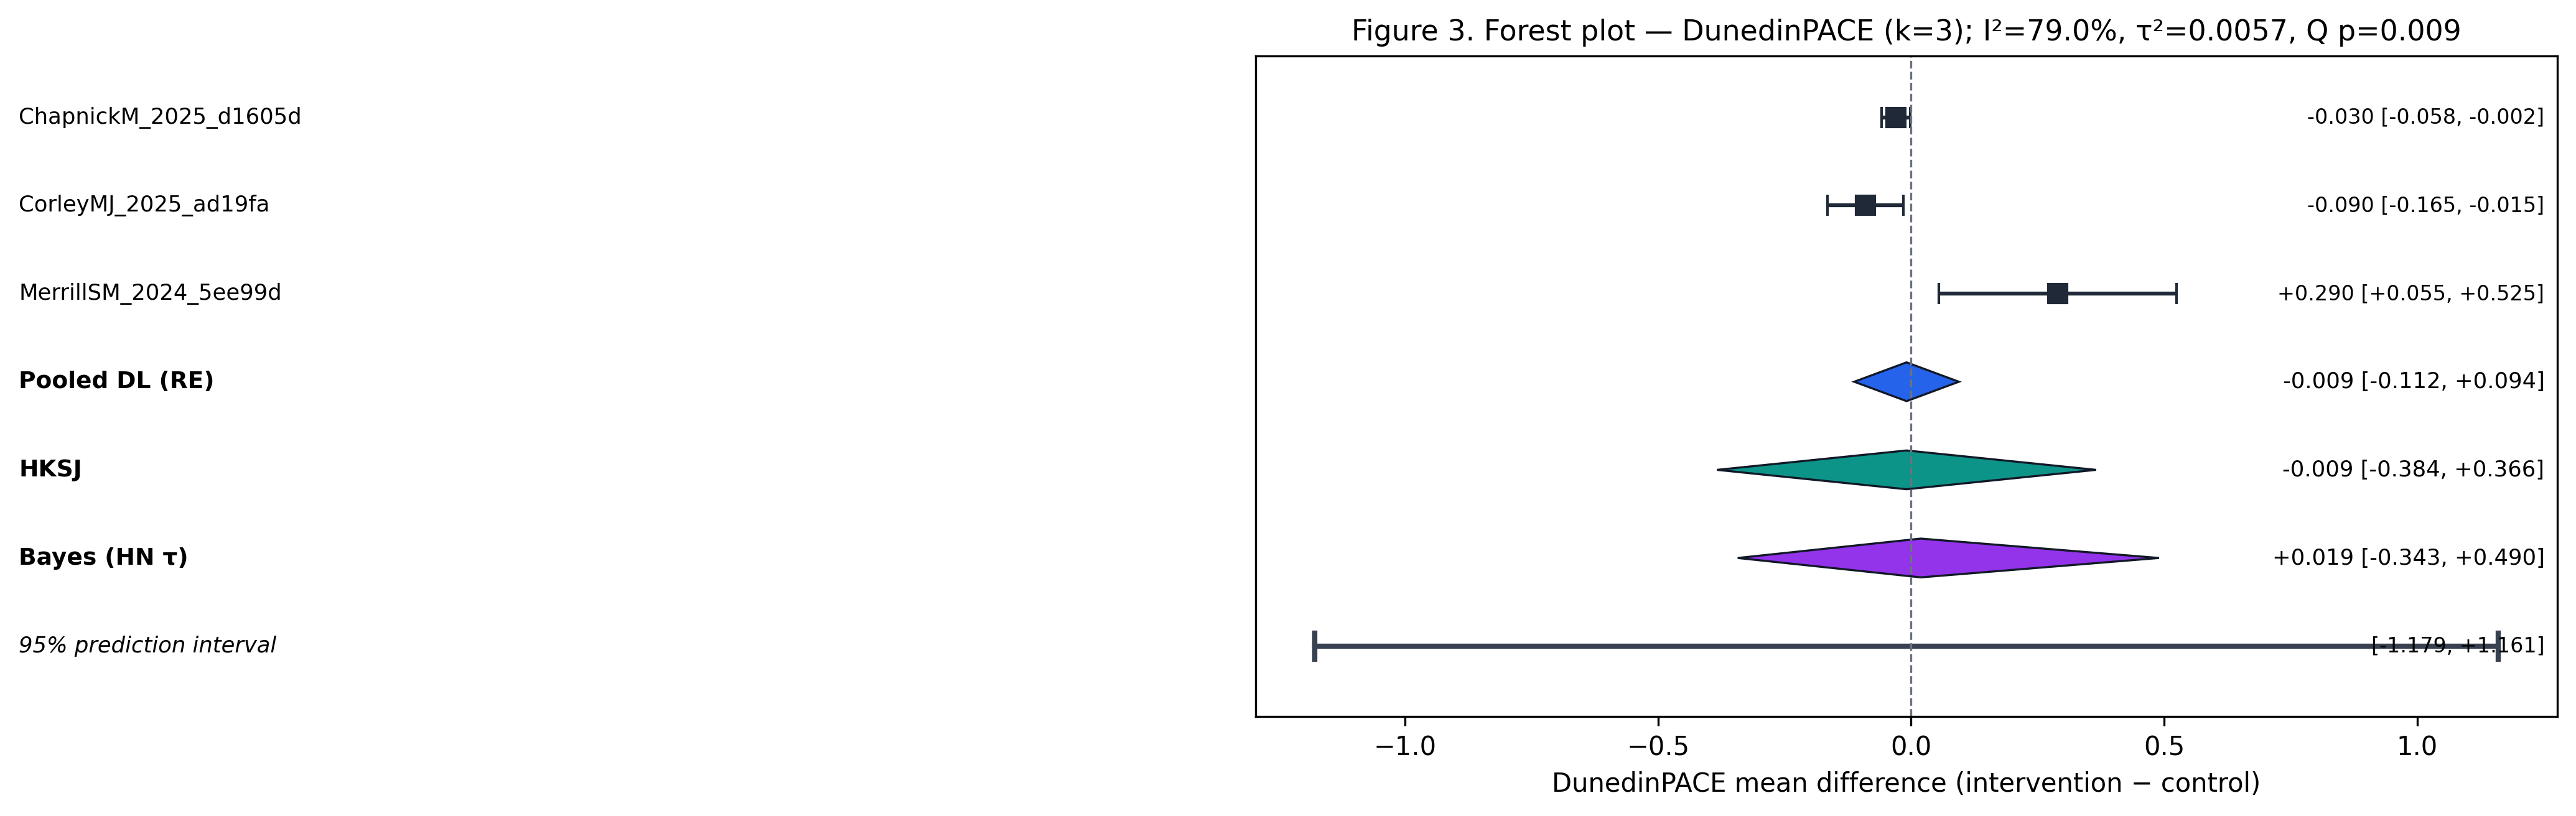 Figure 3. Forest plot — DunedinPACE (k=3); I²=79.0%, τ²=0.0057, Q p=0.009
ChapnickM_2025_d1605d -0.030 [-0.058, -0.002]
CorleyMJ_2025_ad19fa -0.090 [-0.165, -0.015]
MerrillSM_2024_5ee99d +0.290 [+0.055, +0.525]
Pooled DL (RE) -0.009 [-0.112, +0.094]
HKSJ -0.009 [-0.384, +0.366]
Bayes (HN τ) +0.019 [-0.343, +0.490]
95% prediction interval [-1.179, +1.161]
−1.0 −0.5 0.0 0.5 1.0
DunedinPACE mean difference (intervention − control)